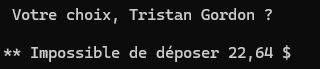 Votre choix, Tristan Gordon ?
** Impossible de déposer 22,64 $